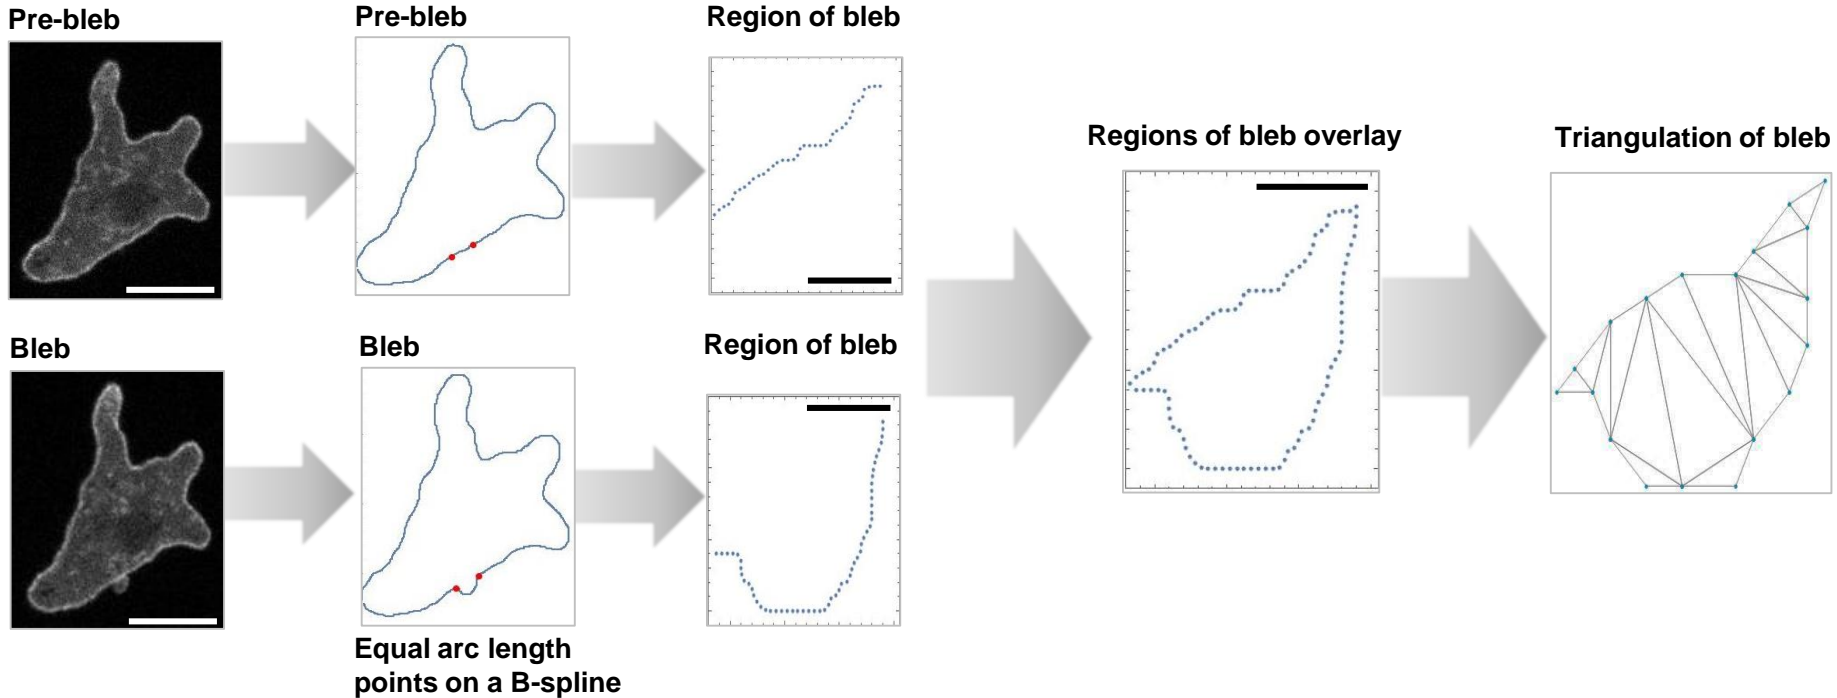 Pre-bleb
Pre-bleb
Region of bleb
Regions of bleb overlay
Triangulation of bleb
Bleb
Bleb
Region of bleb
Equal arc length
points on a B-spline